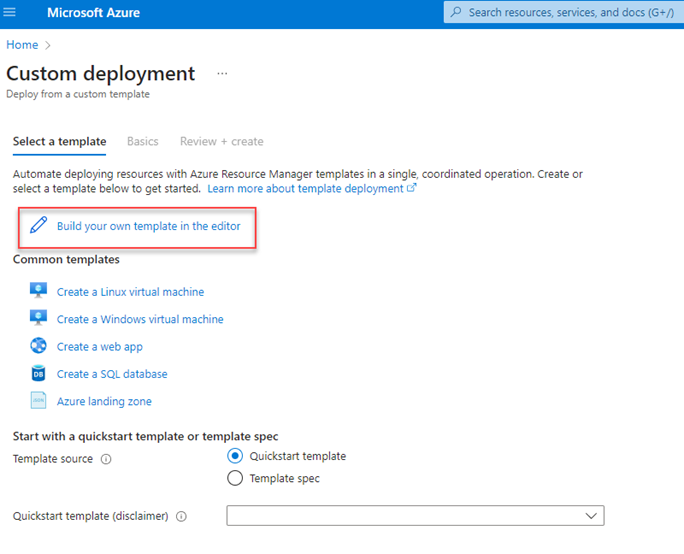 Microsoft Azure
Search resources, services, and docs (G+/)
Home >
Custom deployment ...
Deploy from a custom template
Select a template Basics Review + create
Automate deploying resources with Azure Resource Manager templates in a single, coordinated operation. Create or
select a template below to get started. Learn more about template deployment
Build your own template in the editor
Common templates
Create a Linux virtual machine
Create a Windows virtual machine
Create a web app
DB Create a SQL database
Azure landing zone
Start with a quickstart template or template spec
Template source Quickstart template
Template spec
Quickstart template (disclaimer)